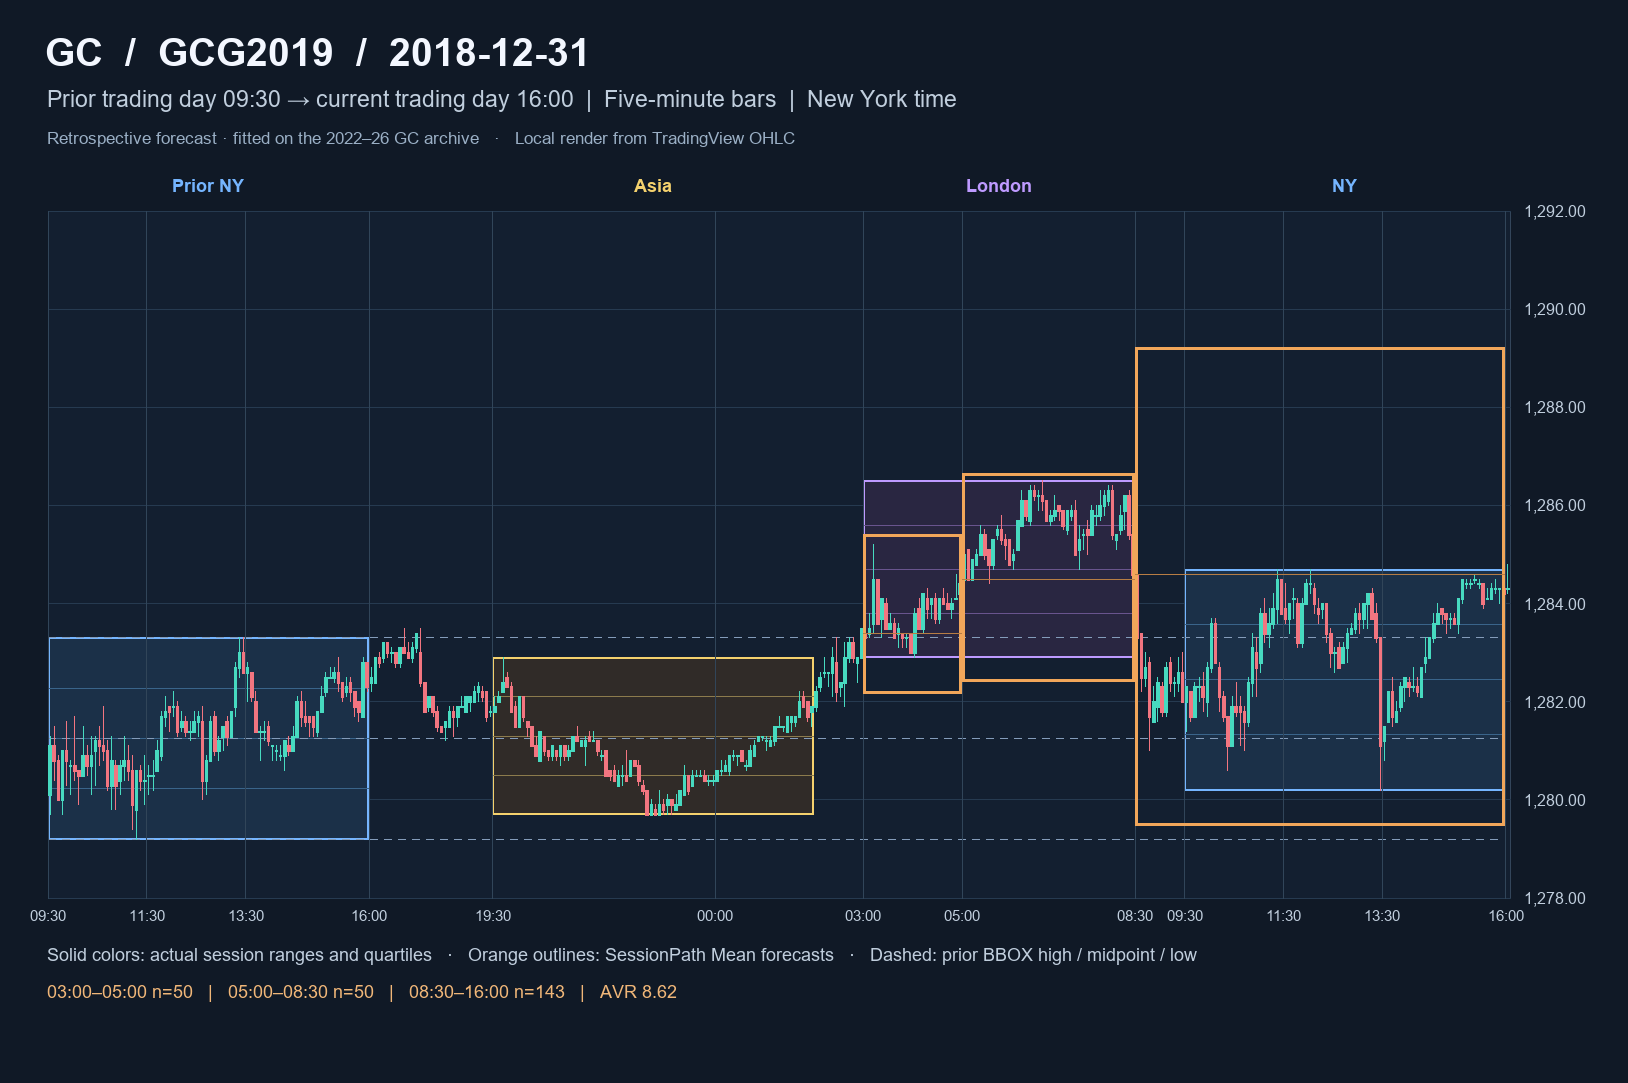 GC / GCG2019 / 2018-12-31
Prior trading day 09:30 → current trading day 16:00 | Five-minute bars | New York time
Retrospective forecast · fitted on the 2022–26 GC archive · Local render from TradingView OHLC
Prior NY Asia London NY
1,292.00
1,290.00
1,288.00
1,286.00
1,284.00
1,282.00
1,280.00
1,278.00
09:30 11:30 13:30 16:00 19:30 00:00 03:00 05:00 08:30 09:30 11:30 13:30 16:00
Solid colors: actual session ranges and quartiles · Orange outlines: SessionPath Mean forecasts · Dashed: prior BBOX high / midpoint / low
03:00–05:00 n=50 | 05:00–08:30 n=50 | 08:30–16:00 n=143 | AVR 8.62